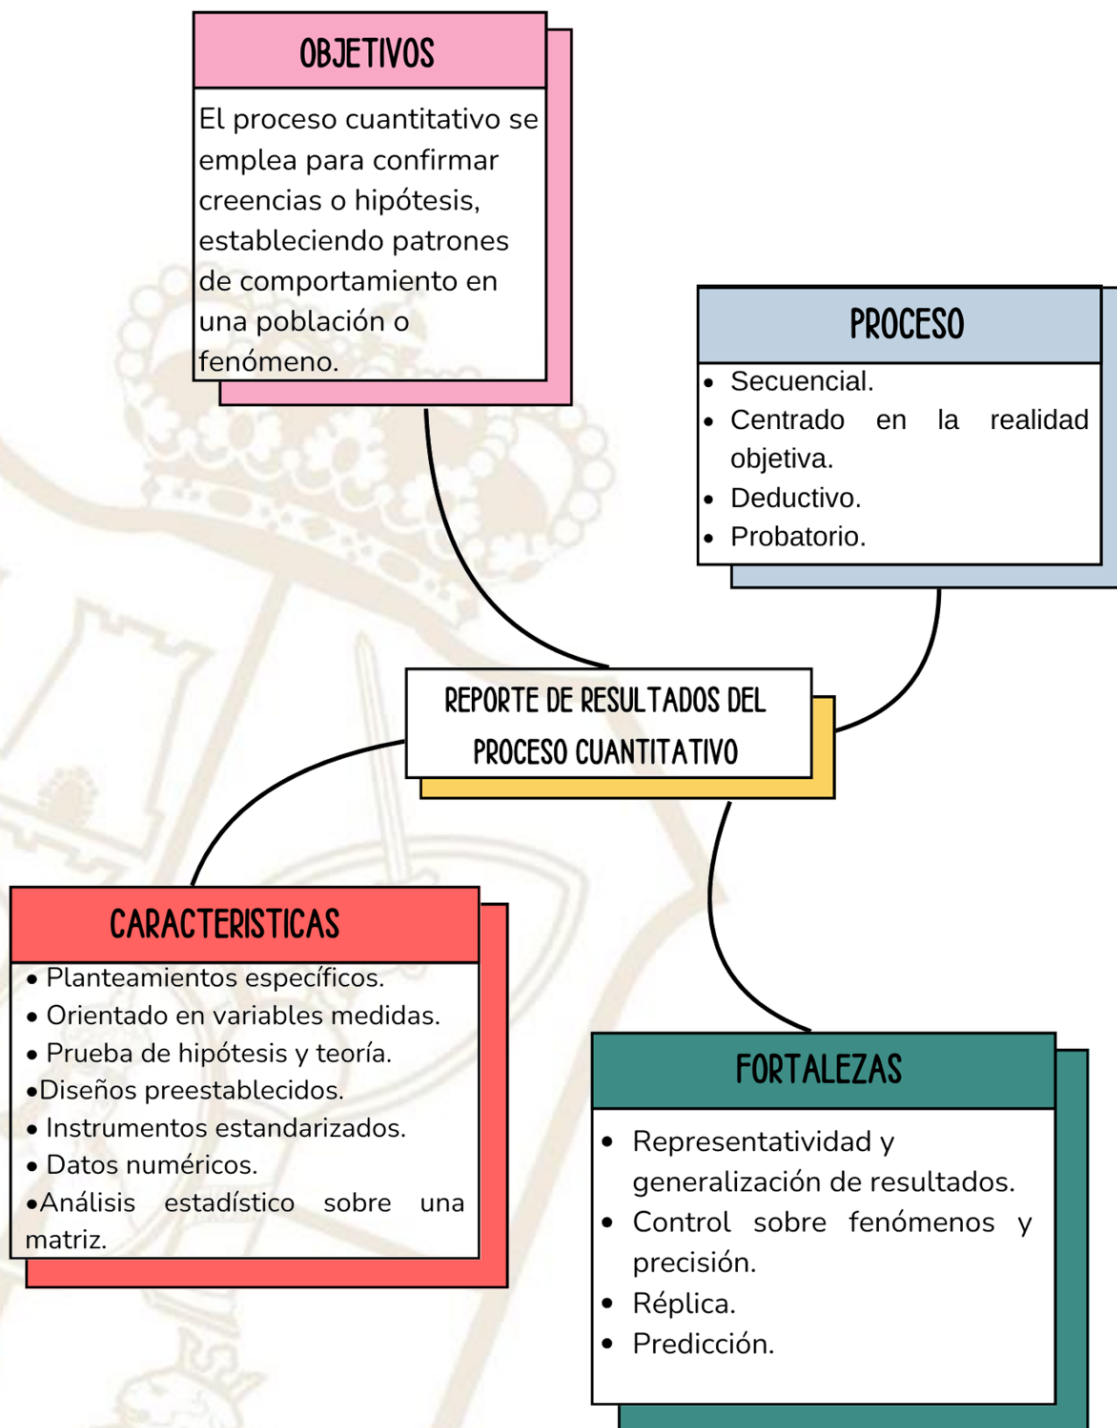 OBJETIVOS
El proceso cuantitativo se
emplea para confirmar
creencias o hipótesis,
estableciendo patrones
de comportamiento en
una población o
fenómeno.
PROCESO
• Secuencial.
• Centrado en la realidad
objetiva.
• Deductivo.
• Probatorio.
REPORTE DE RESULTADOS DEL
PROCESO CUANTITATIVO
CARACTERISTICAS
• Planteamientos específicos.
• Orientado en variables medidas.
• Prueba de hipótesis y teoría.
•Diseños preestablecidos.
• Instrumentos estandarizados.
• Datos numéricos.
•Análisis estadístico sobre una
matriz.
FORTALEZAS
• Representatividad y
generalización de resultados.
• Control sobre fenómenos y
precisión.
• Réplica.
• Predicción.